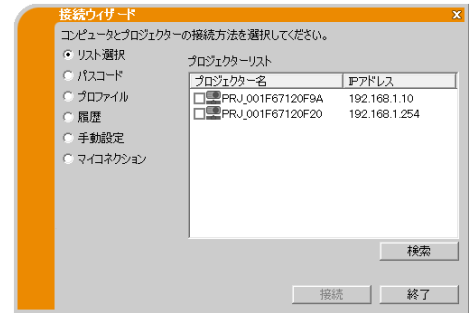 接続ウィザード
コンピュータとプロジェクターの接続方法を選択してください。
リスト選択
パスコード
プロファイル
履歴
手動設定
マイコネクション
プロジェクターリスト
プロジェクター名 IPアドレス
PRJ_001F67120F9A 192.168.1.10
PRJ_001F67120F20 192.168.1.254
検索
接続 終了